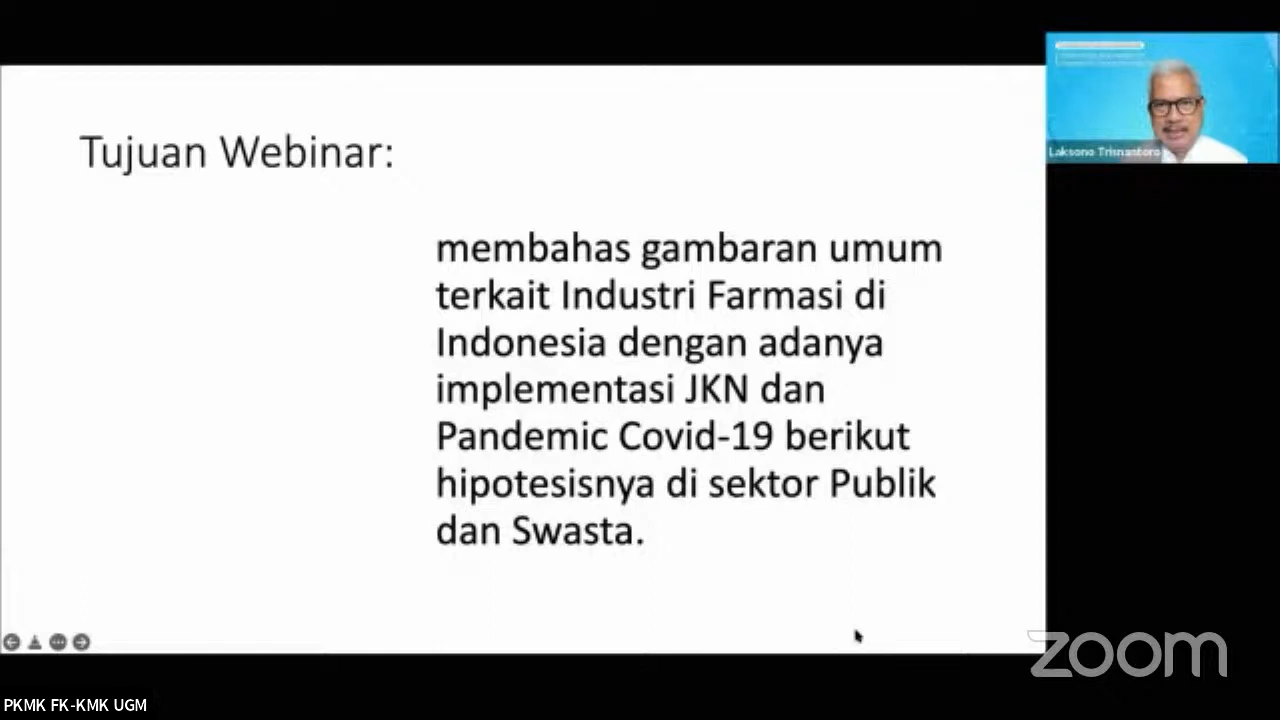 Tujuan Webinar:
membahas gambaran umum
terkait Industri Farmasi di
Indonesia dengan adanya
implementasi JKN dan
Pandemic Covid-19 berikut
hipotesisnya di sektor Publik
dan Swasta.
Laksono Trisnantoro
zoom
PKMK FK-KMK UGM